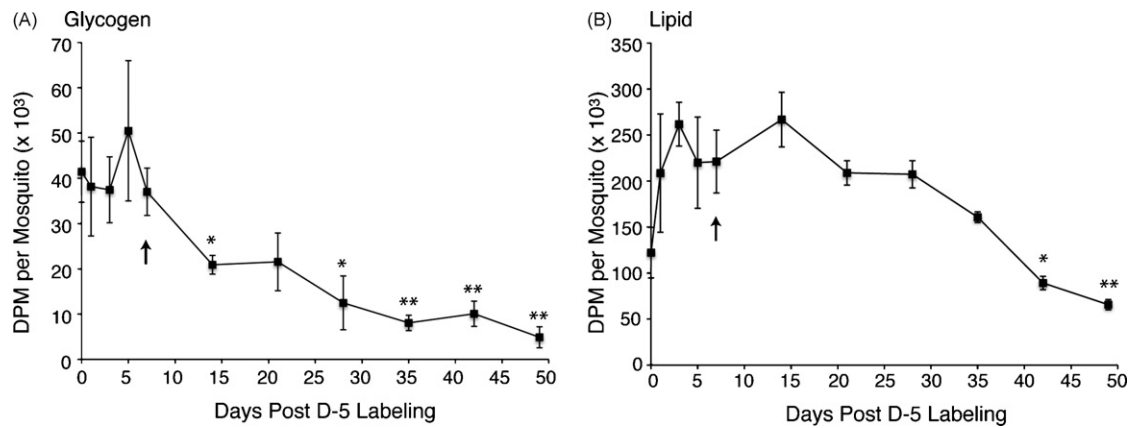 (A) Glycogen
70
60
50
40
30
20
10
0
DPM per Mosquito (x 10³)
*
*
**
**
**
0 5 10 15 20 25 30 35 40 45 50
Days Post D-5 Labeling
(B) Lipid
350
300
250
200
150
100
50
0
DPM per Mosquito (x 10³)
*
**
0 5 10 15 20 25 30 35 40 45 50
Days Post D-5 Labeling